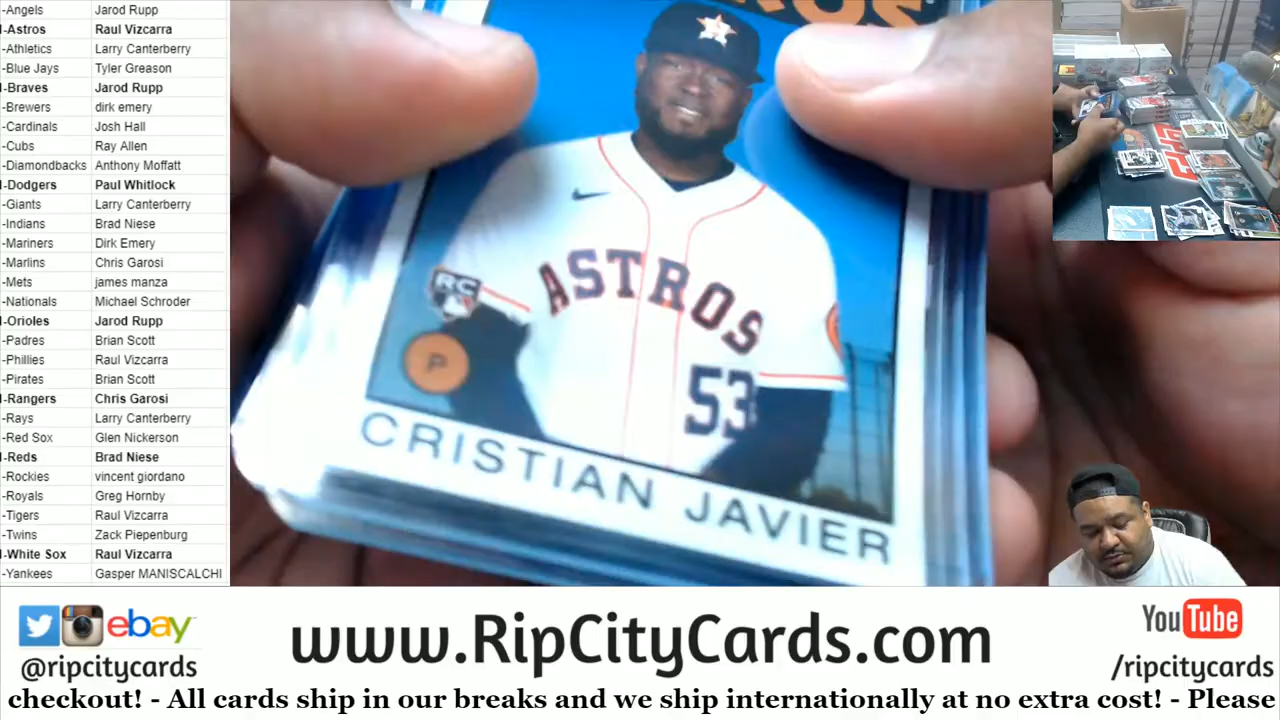 -Angels Jarod Rupp
-Astros Raul Vizcarra
-Athletics Larry Canterberry
-Blue Jays Tyler Greason
-Braves Jarod Rupp
-Brewers dirk emery
-Cardinals Josh Hall
-Cubs Ray Allen
-Diamondbacks Anthony Moffatt
-Dodgers Paul Whitlock
-Giants Larry Canterberry
-Indians Brad Niese
-Mariners Dirk Emery
-Marlins Chris Garosi
-Mets james manza
-Nationals Michael Schroder
-Orioles Jarod Rupp
-Padres Brian Scott
-Phillies Raul Vizcarra
-Pirates Brian Scott
-Rangers Chris Garosi
-Rays Larry Canterberry
-Red Sox Glen Nickerson
-Reds Brad Niese
-Rockies vincent giordano
-Royals Greg Hornby
-Tigers Raul Vizcarra
-Twins Zack Piepenburg
-White Sox Raul Vizcarra
-Yankees Gasper MANISCALCHI
ASTROS
53
RC
P
CRISTIAN JAVIER
ebay
@ripcitycards
www.RipCityCards.com
YouTube
/ripcitycards
checkout! - All cards ship in our breaks and we ship internationally at no extra cost! - Please